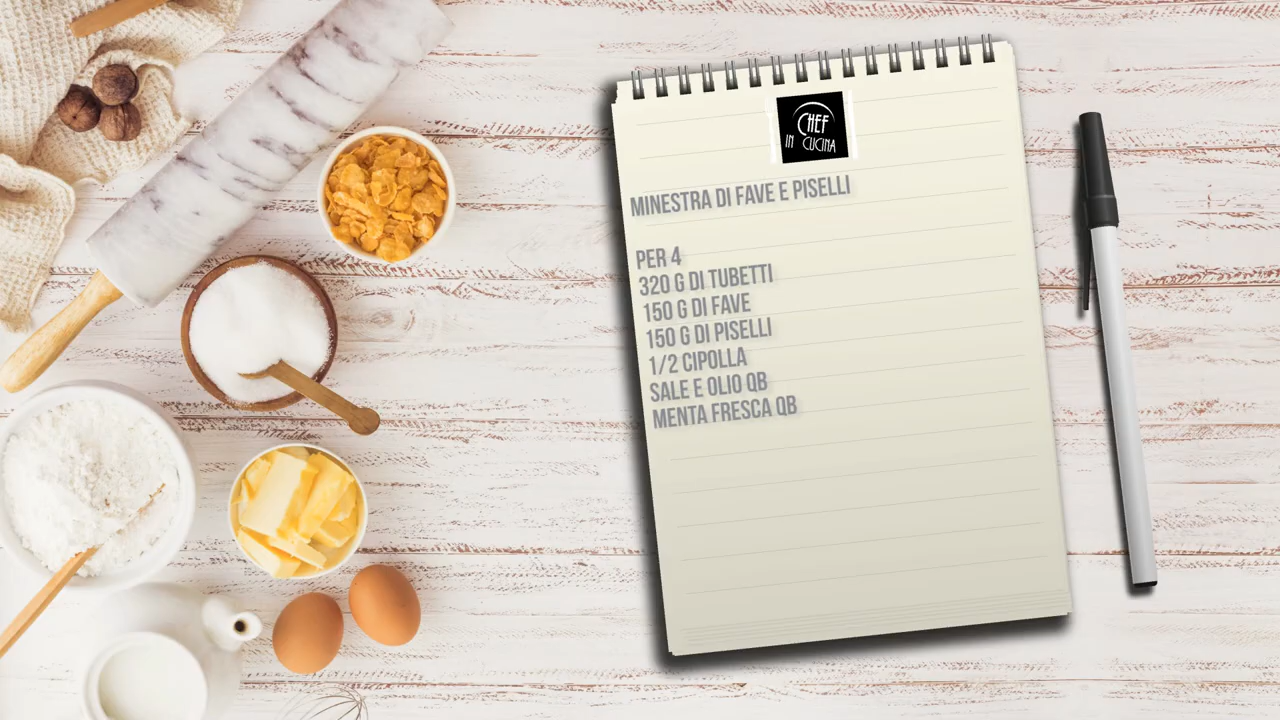 CHEF
IN CUCINA
MINESTRA DI FAVE E PISELLI
PER 4
320 G DI TUBETTI
150 G DI FAVE
150 G DI PISELLI
1/2 CIPOLLA
SALE E OLIO QB
MENTA FRESCA QB